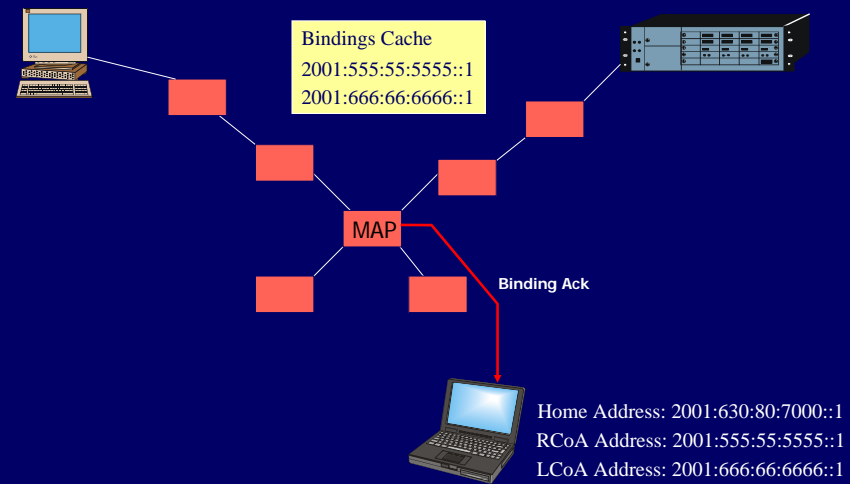 Bindings Cache
2001:555:55:5555::1
2001:666:66:6666::1
MAP
Binding Ack
Home Address: 2001:630:80:7000::1
RCoA Address: 2001:555:55:5555::1
LCoA Address: 2001:666:66:6666::1